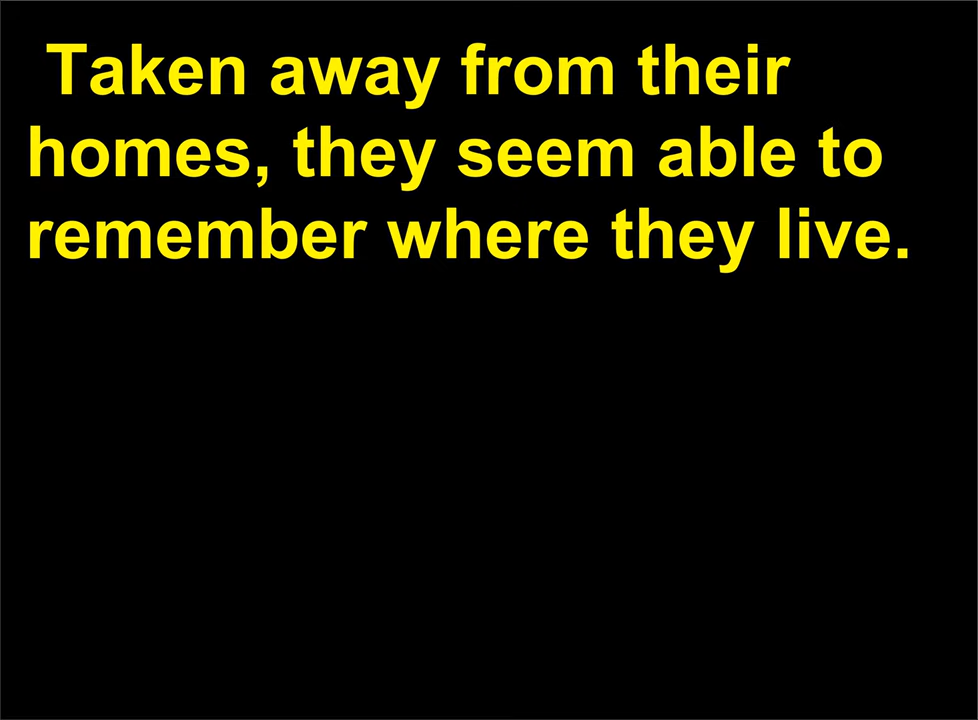 Taken away from their
homes, they seem able to
remember where they live.